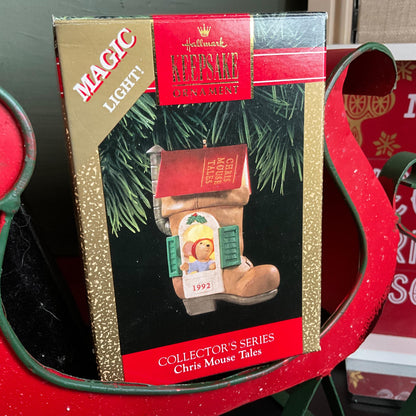 MAGIC
LIGHT!
Hallmark
KEEPSAKE
ORNAMENT
CHRIS
MOUSE
TALES
1992
COLLECTOR'S SERIES
Chris Mouse Tales